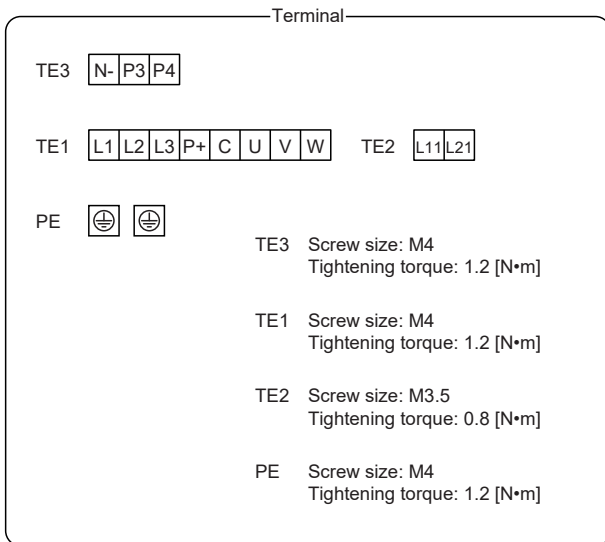 Terminal
TE3 N- P3 P4
TE1 L1 L2 L3 P+ C U V W TE2 L11 L21
PE
TE3 Screw size: M4
Tightening torque: 1.2 [N•m]
TE1 Screw size: M4
Tightening torque: 1.2 [N•m]
TE2 Screw size: M3.5
Tightening torque: 0.8 [N•m]
PE Screw size: M4
Tightening torque: 1.2 [N•m]